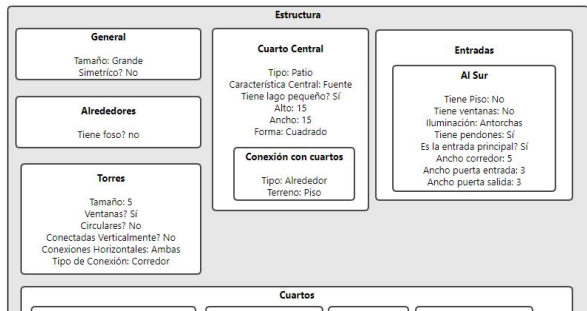 Estructura
General
Tamaño: Grande
Simetríco? No
Alrededores
Tiene foso? no
Torres
Tamaño: 5
Ventanas? Sí
Circulares? No
Conectadas Verticalmente? No
Conexiones Horizontales: Ambas
Tipo de Conexión: Corredor
Cuarto Central
Tipo: Patio
Característica Central: Fuente
Tiene lago pequeño? Sí
Alto: 15
Ancho: 15
Forma: Cuadrado
Conexión con cuartos
Tipo: Alrededor
Terreno: Piso
Entradas
Al Sur
Tiene Piso: No
Tiene ventanas: No
Iluminación: Antorchas
Tiene pendones: Sí
Es la entrada principal? Sí
Ancho corredor: 5
Ancho puerta entrada: 3
Ancho puerta salida: 3
Cuartos